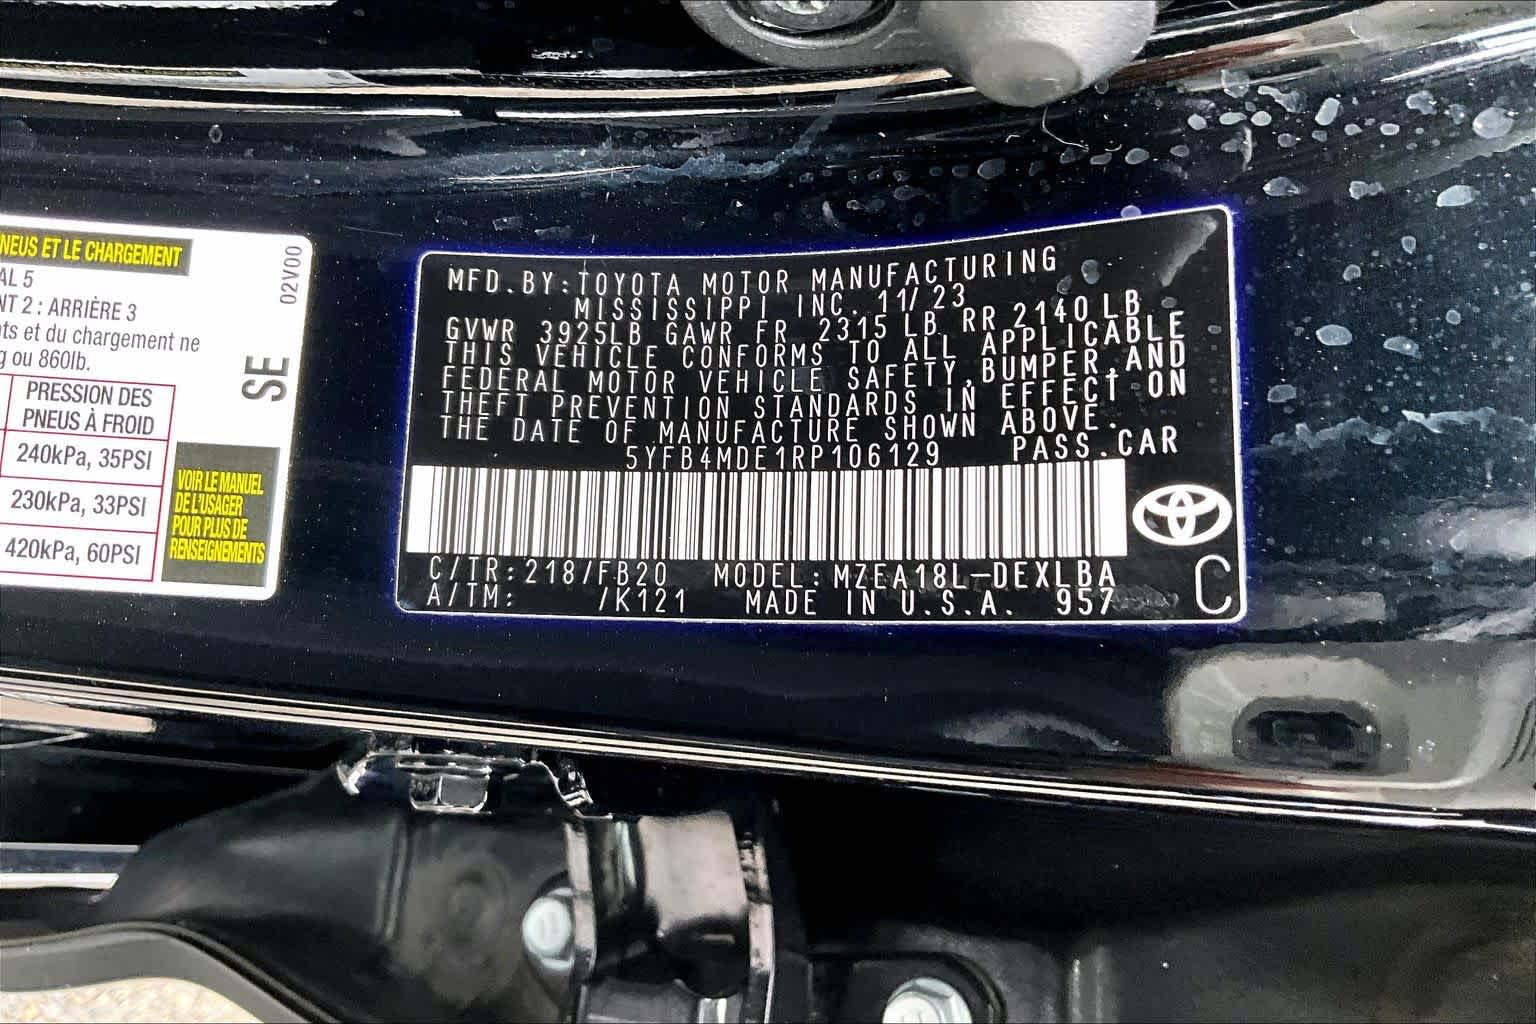 NEUS ET LE CHARGEMENT
AL 5
NT 2 : ARRIÈRE 3
nts et du chargement ne
g ou 860lb.
PRESSION DES
PNEUS À FROID
240kPa, 35PSI
230kPa, 33PSI
420kPa, 60PSI
VOIR LE MANUEL
DE L'USAGER
POUR PLUS DE
RENSEIGNEMENTS
02V00
SE
MFD.BY:TOYOTA MOTOR MANUFACTURING
MISSISSIPPI INC. 11/23
GVWR 3925LB GAWR FR 2315 LB RR 2140 LB
THIS VEHICLE CONFORMS TO ALL APPLICABLE
FEDERAL MOTOR VEHICLE SAFETY,BUMPER,AND
THEFT PREVENTION STANDARDS IN EFFECT ON
THE DATE OF MANUFACTURE SHOWN ABOVE.
5YFB4MDE1RP106129 PASS.CAR
C/TR:218/FB20 MODEL:MZEA18L-DEXLBA
A/TM: /K121 MADE IN U.S.A. 957
C